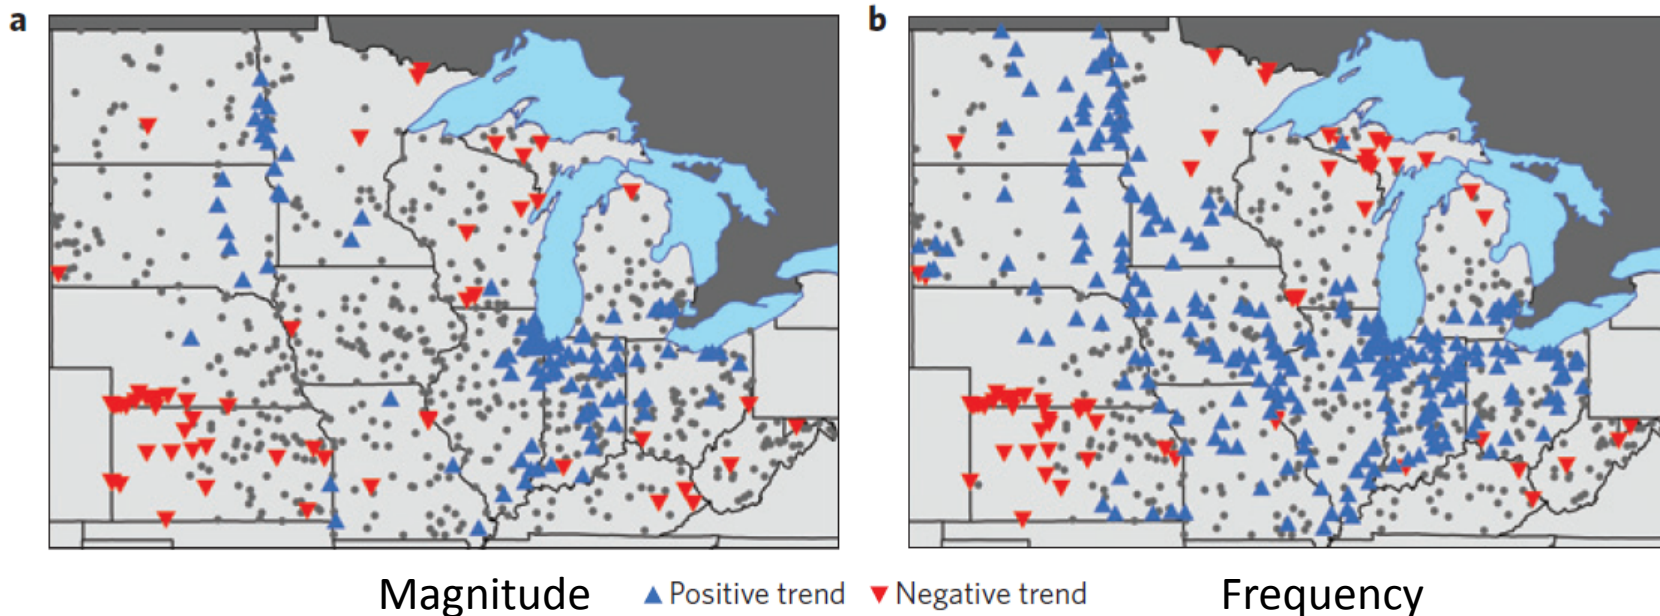 a
b
Magnitude ▲ Positive trend ▼ Negative trend Frequency